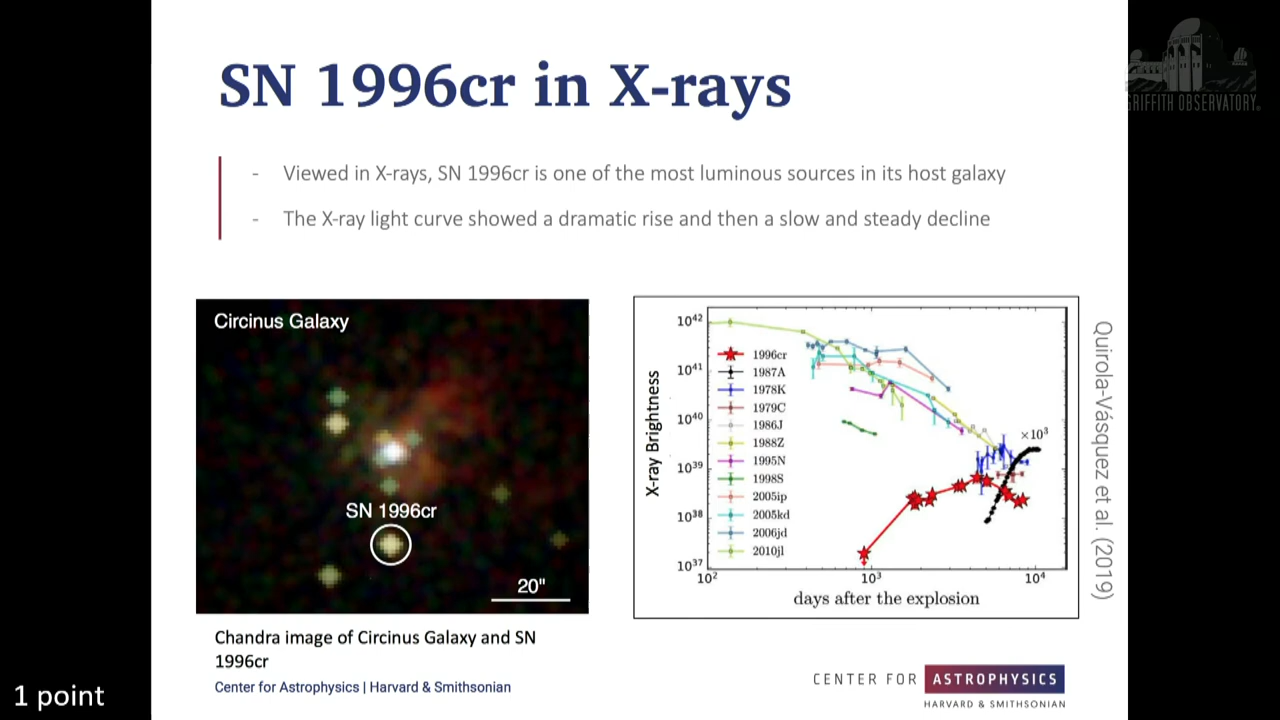 SN 1996cr in X-rays
GRIFFITH OBSERVATORY
- Viewed in X-rays, SN 1996cr is one of the most luminous sources in its host galaxy
- The X-ray light curve showed a dramatic rise and then a slow and steady decline
Circinus Galaxy
SN 1996cr
20"
Chandra image of Circinus Galaxy and SN
1996cr
Center for Astrophysics | Harvard & Smithsonian
X-ray Brightness
10⁴²
10⁴¹
10⁴⁰
10³⁹
10³⁸
10³⁷
1996cr
1987A
1978K
1979C
1986J
1988Z
1995N
1998S
2005ip
2005kd
2006jd
2010jl
×10³
10² 10³ 10⁴
days after the explosion
Quirola-Vásquez et al. (2019)
CENTER FOR ASTROPHYSICS
HARVARD & SMITHSONIAN
1 point